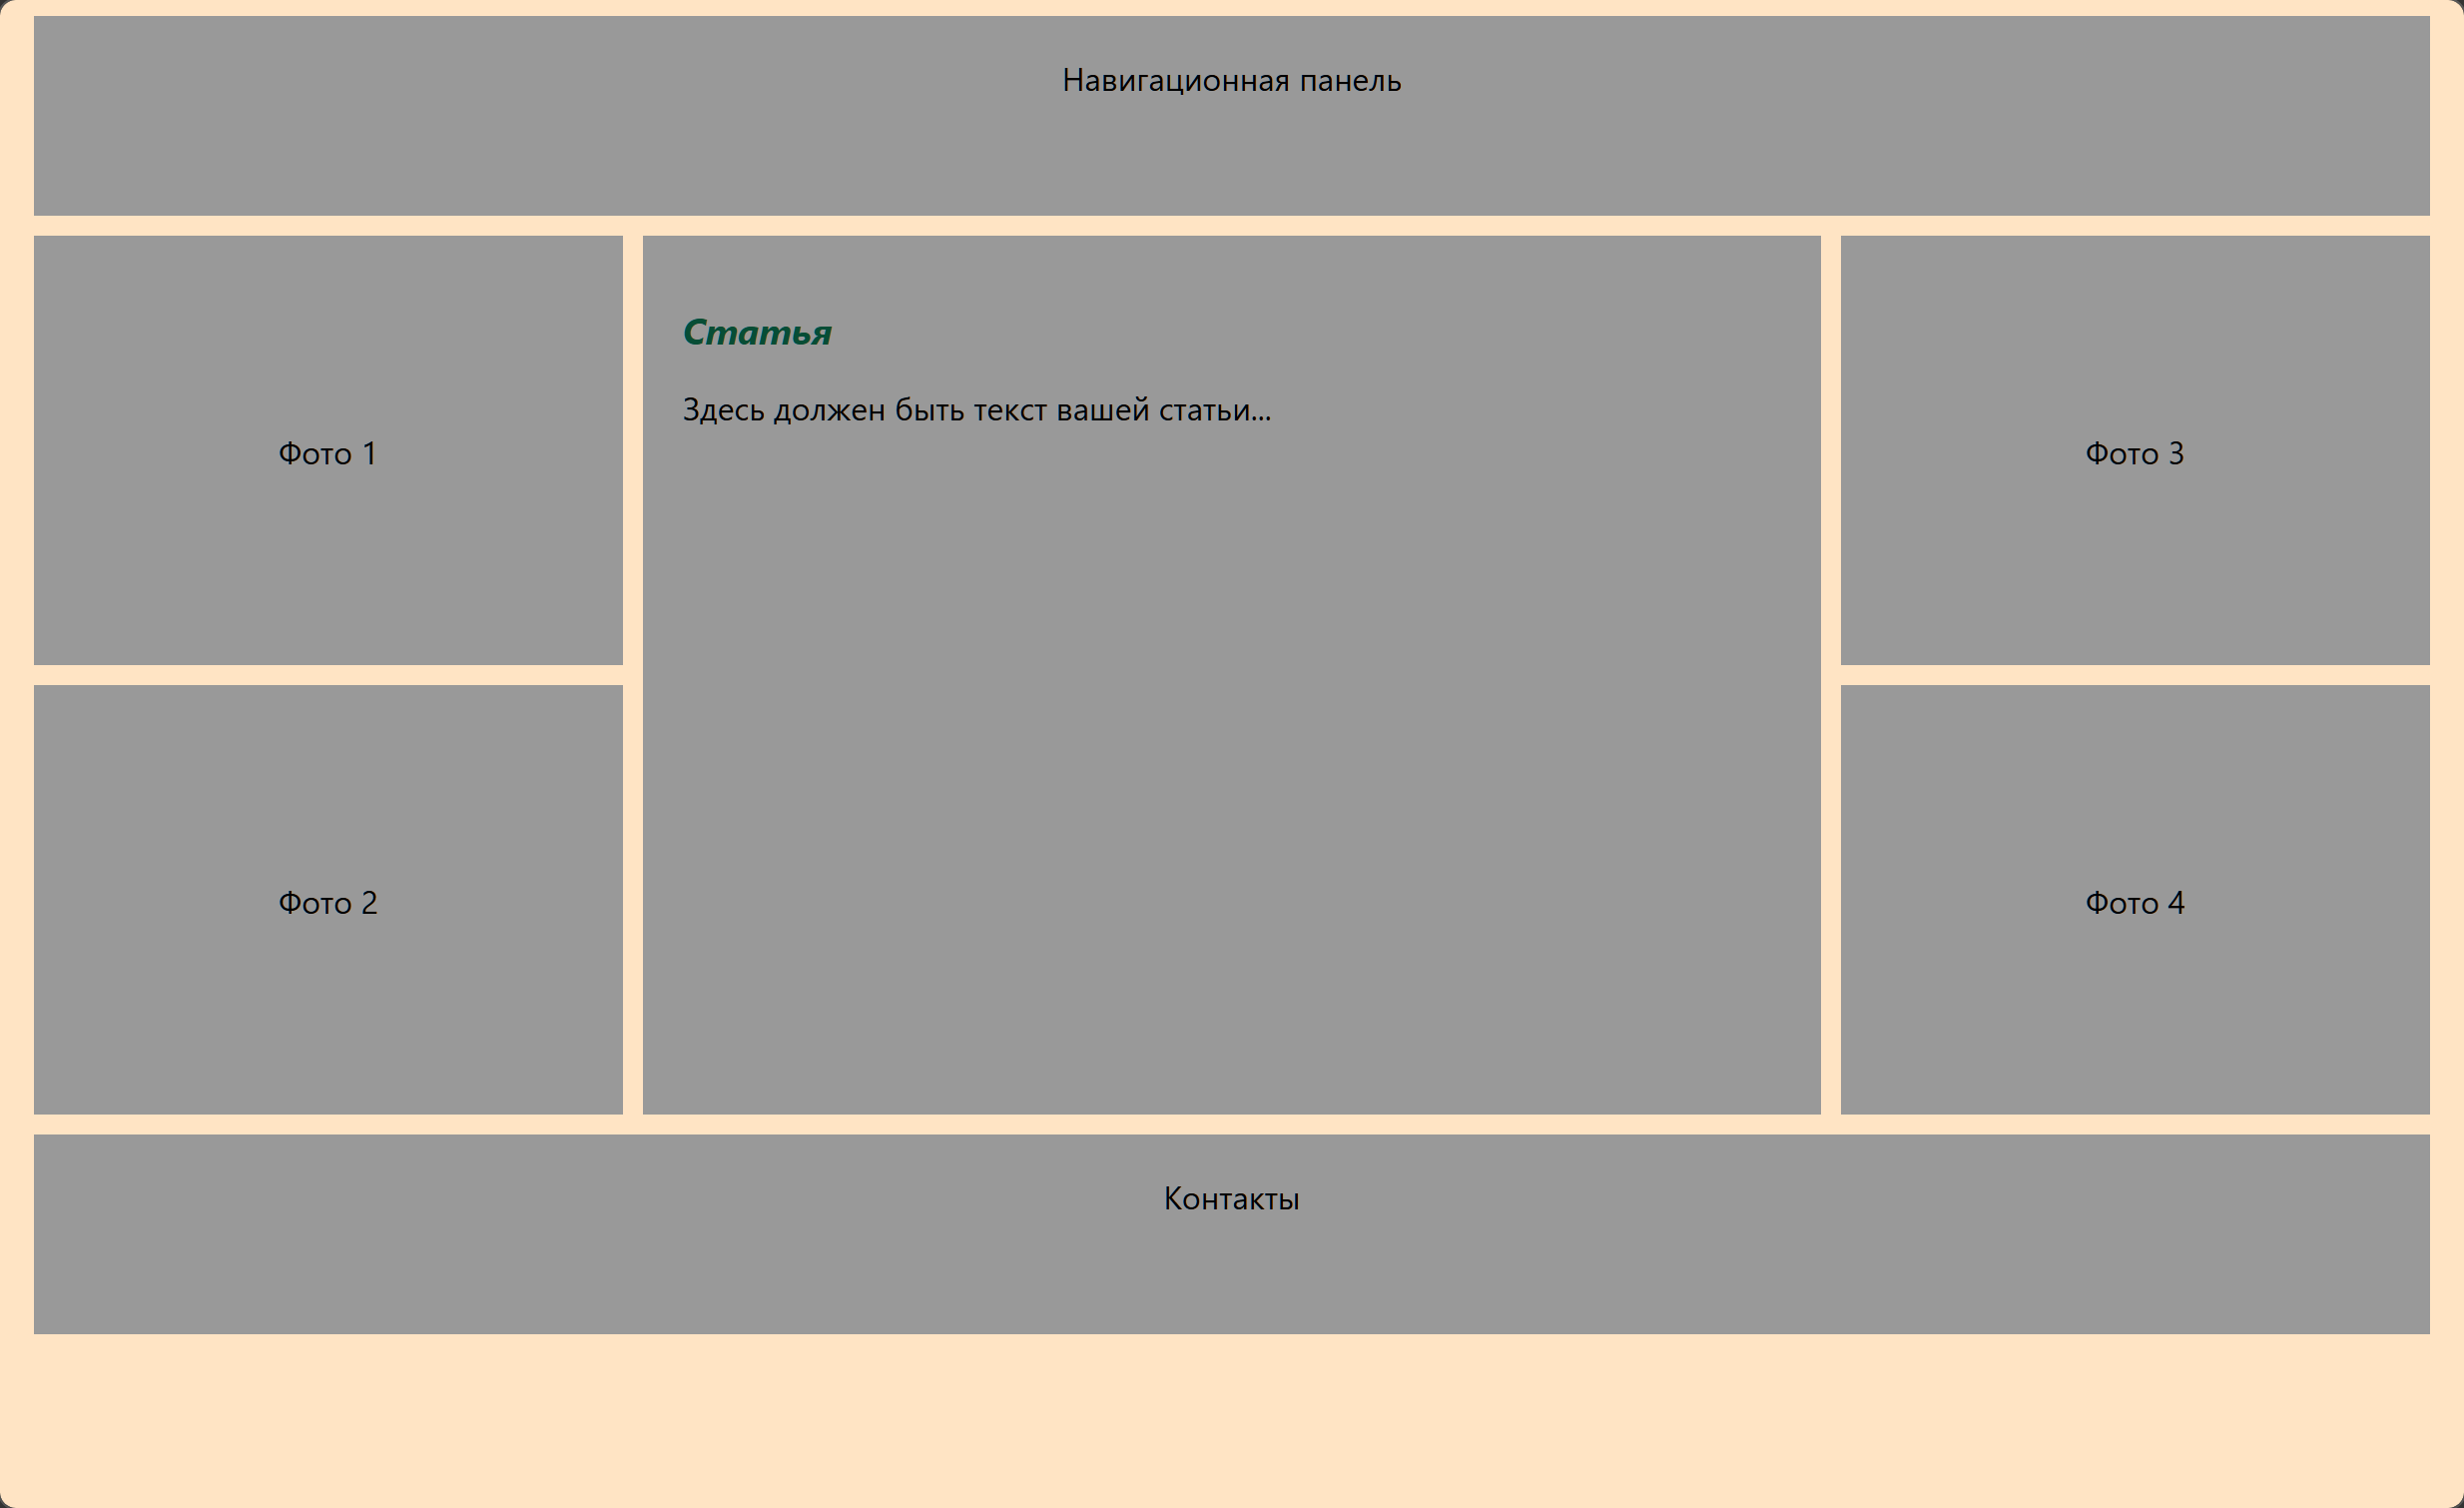 Навигационная панель
Фото 1
Фото 2
Статья
Здесь должен быть текст вашей статьи...
Фото 3
Фото 4
Контакты